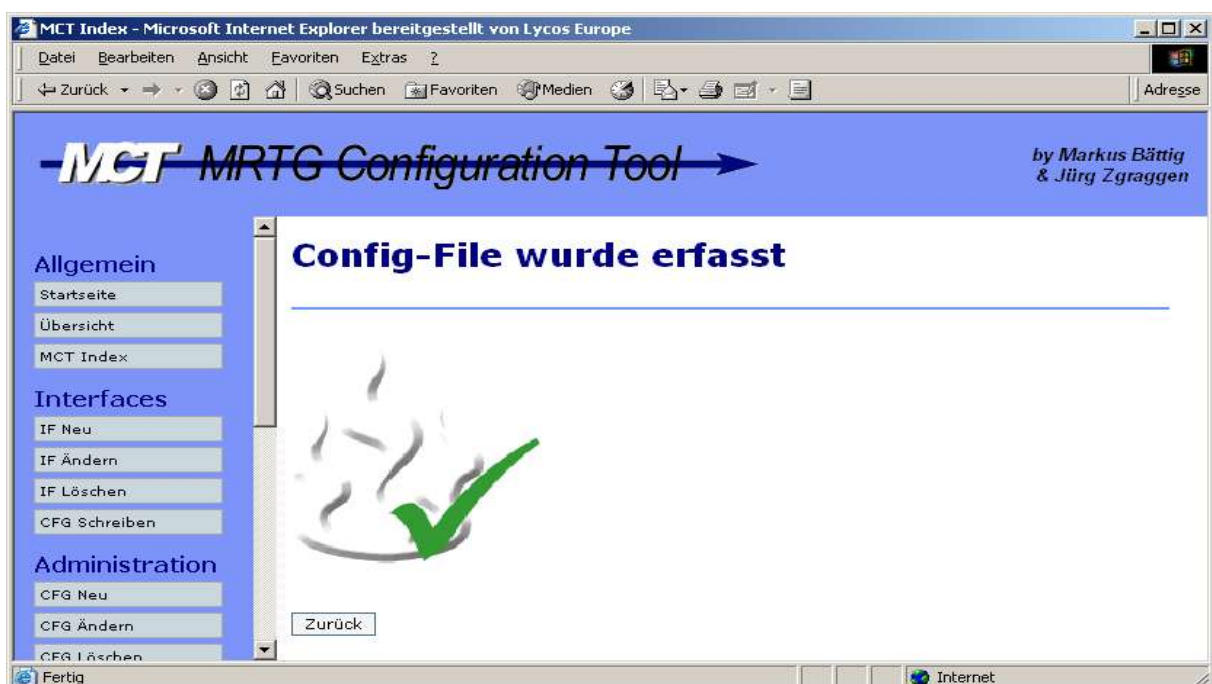 MCT Index - Microsoft Internet Explorer bereitgestellt von Lycos Europe
Datei Bearbeiten Ansicht Favoriten Extras ?
Zurück Suchen Favoriten Medien Adresse
MCT MRTG Configuration Tool
by Markus Bättig
& Jürg Zgraggen
Allgemein
Startseite
Übersicht
MCT Index
Interfaces
IF Neu
IF Ändern
IF Löschen
CFG Schreiben
Administration
CFG Neu
CFG Ändern
CFG Löschen
Config-File wurde erfasst
Zurück
Fertig Internet